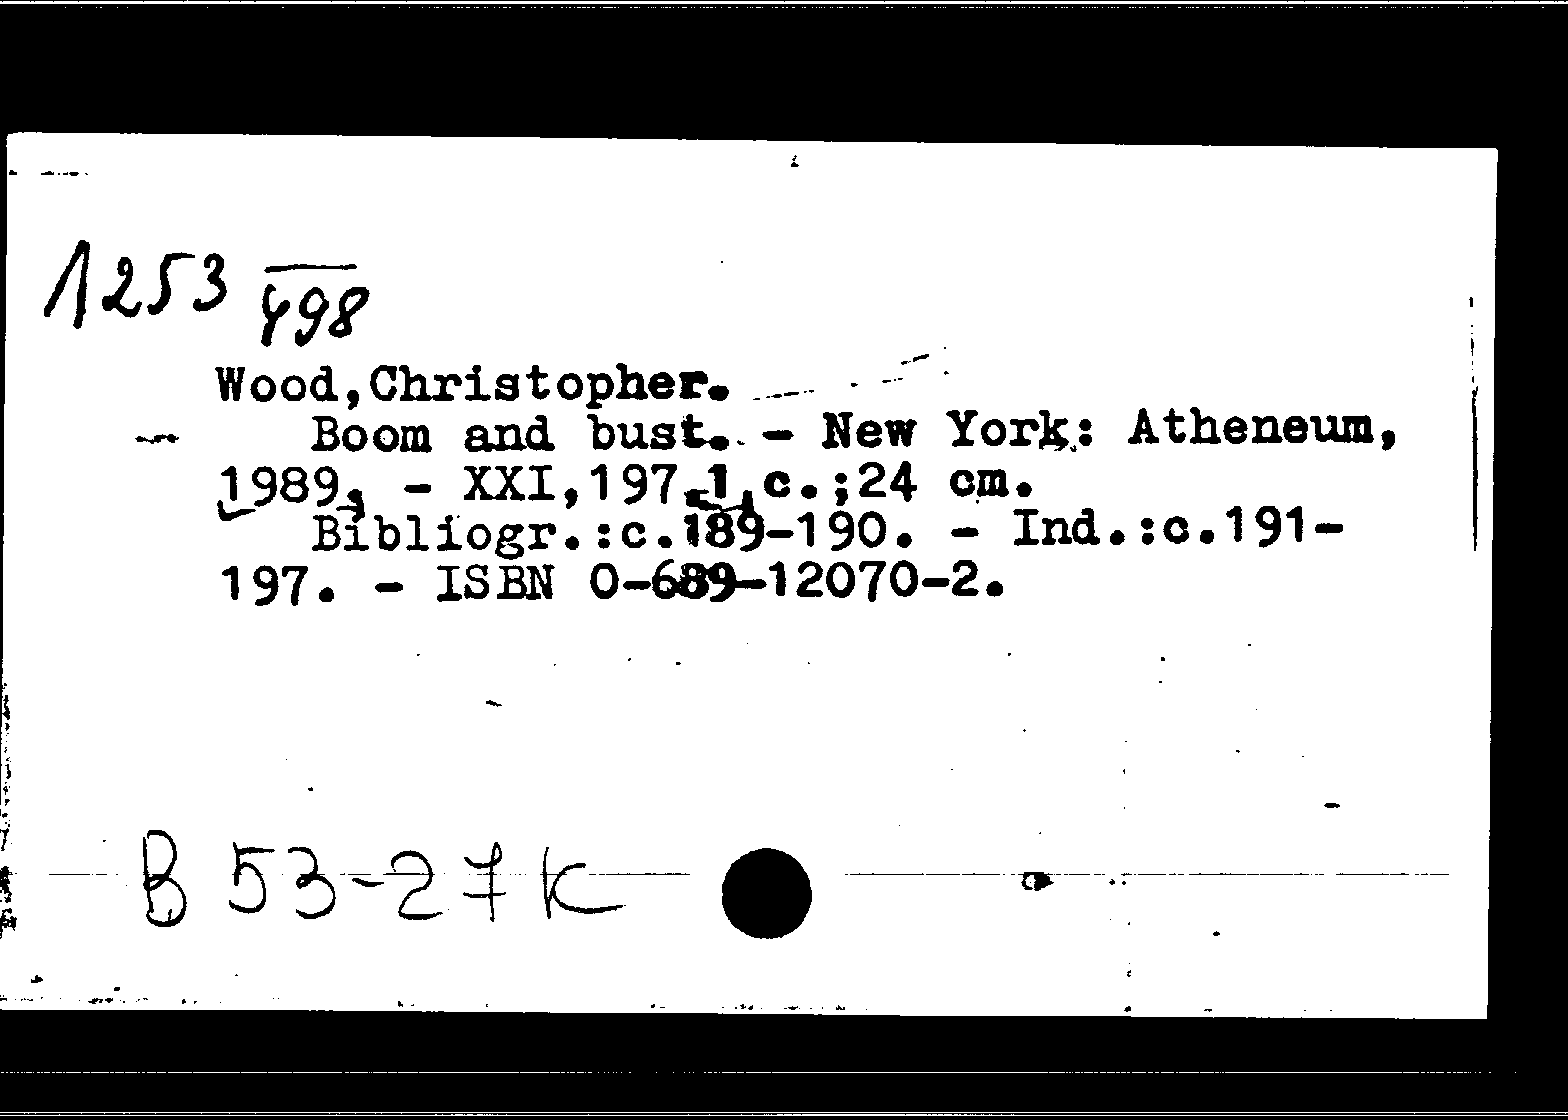 1253 498
Wood,Christopher.
Boom and bust. - New York: Atheneum,
1989. - XXI,197,1,c.;24 cm.
Bibliogr.:c.189-190. - Ind.:c.191-
197. - ISBN 0-689-12070-2.
B 53-27K